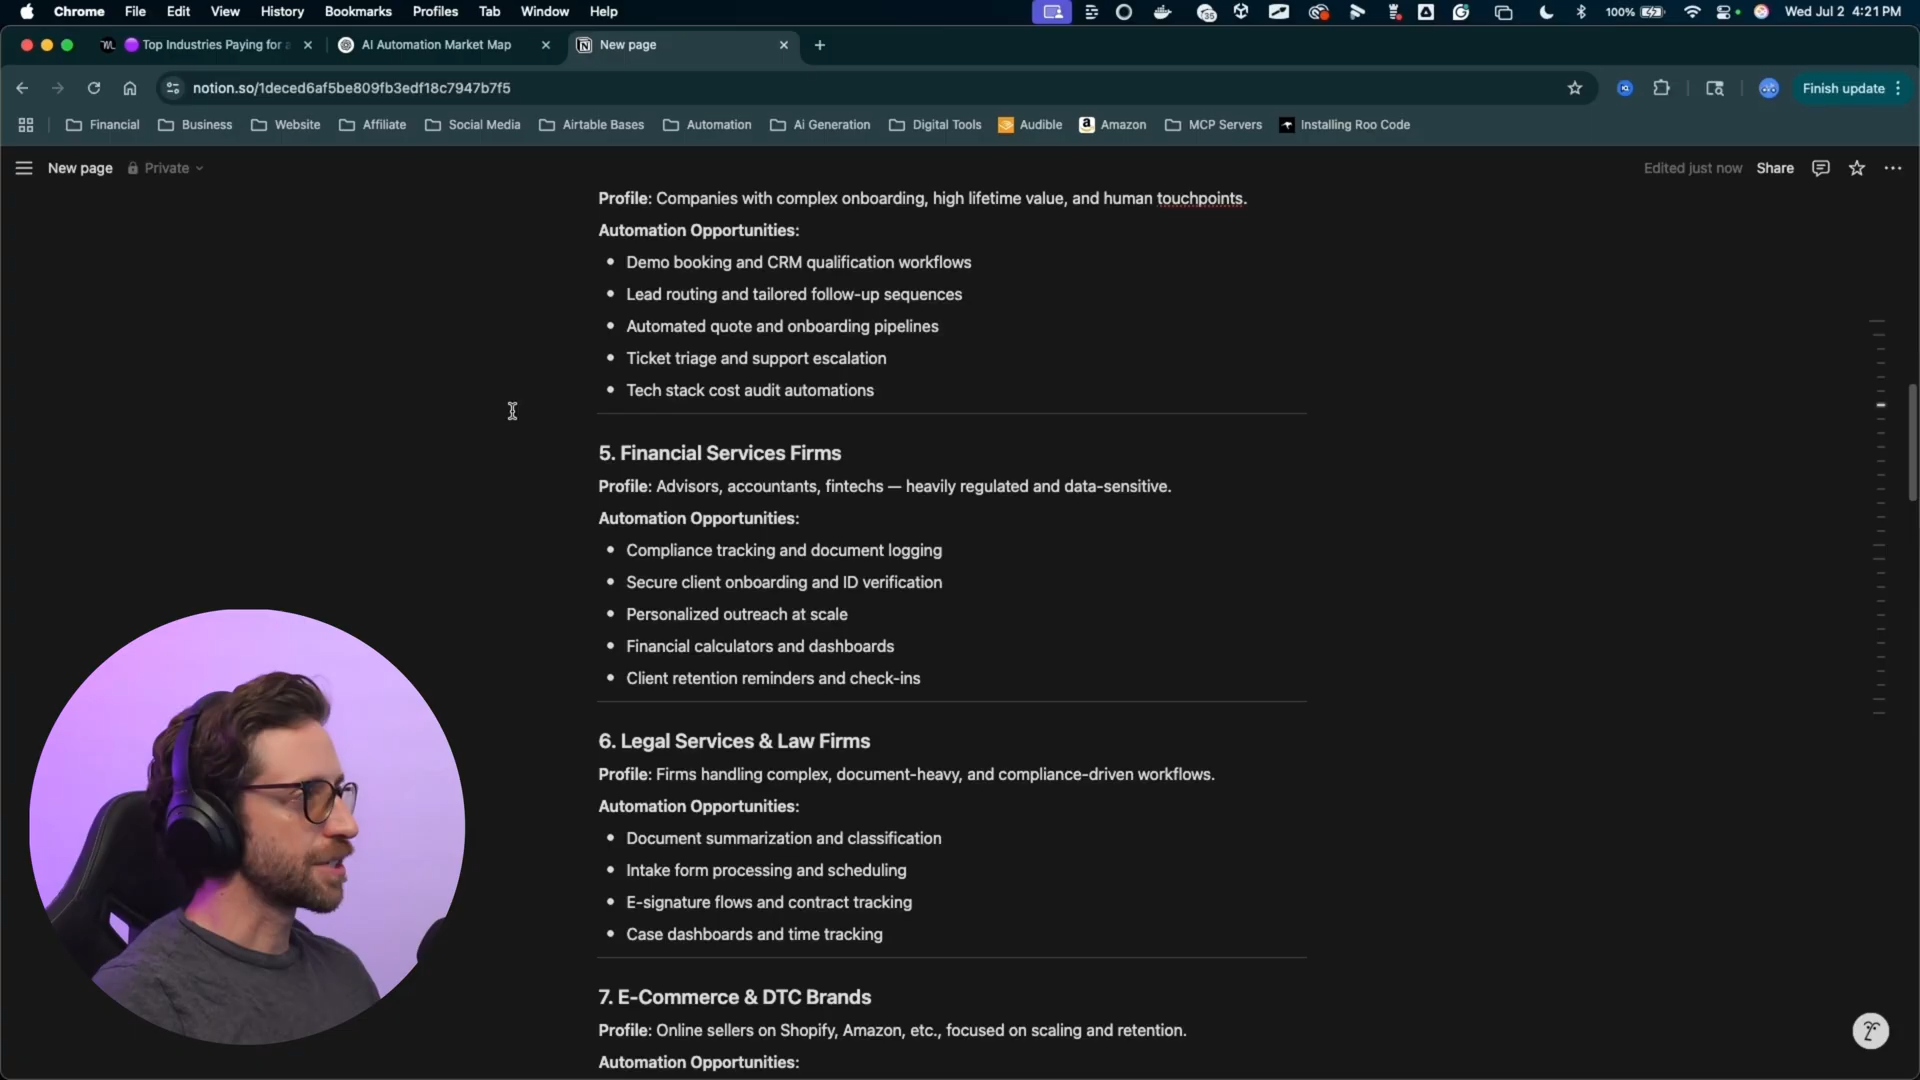 Chrome File Edit View History Bookmarks Profiles Tab Window Help 35 100% Wed Jul 2 4:21 PM
Top Industries Paying for AI Automation Market Map New page
notion.so/1deced6af5be809fb3edf18c7947b7f5 Finish update
Financial Business Website Affiliate Social Media Airtable Bases Automation Ai Generation Digital Tools Audible Amazon MCP Servers Installing Roo Code
New page Private Edited just now Share
Profile: Companies with complex onboarding, high lifetime value, and human touchpoints.
Automation Opportunities:
• Demo booking and CRM qualification workflows
• Lead routing and tailored follow-up sequences
• Automated quote and onboarding pipelines
• Ticket triage and support escalation
• Tech stack cost audit automations
5. Financial Services Firms
Profile: Advisors, accountants, fintechs — heavily regulated and data-sensitive.
Automation Opportunities:
• Compliance tracking and document logging
• Secure client onboarding and ID verification
• Personalized outreach at scale
• Financial calculators and dashboards
• Client retention reminders and check-ins
6. Legal Services & Law Firms
Profile: Firms handling complex, document-heavy, and compliance-driven workflows.
Automation Opportunities:
• Document summarization and classification
• Intake form processing and scheduling
• E-signature flows and contract tracking
• Case dashboards and time tracking
7. E-Commerce & DTC Brands
Profile: Online sellers on Shopify, Amazon, etc., focused on scaling and retention.
Automation Opportunities: